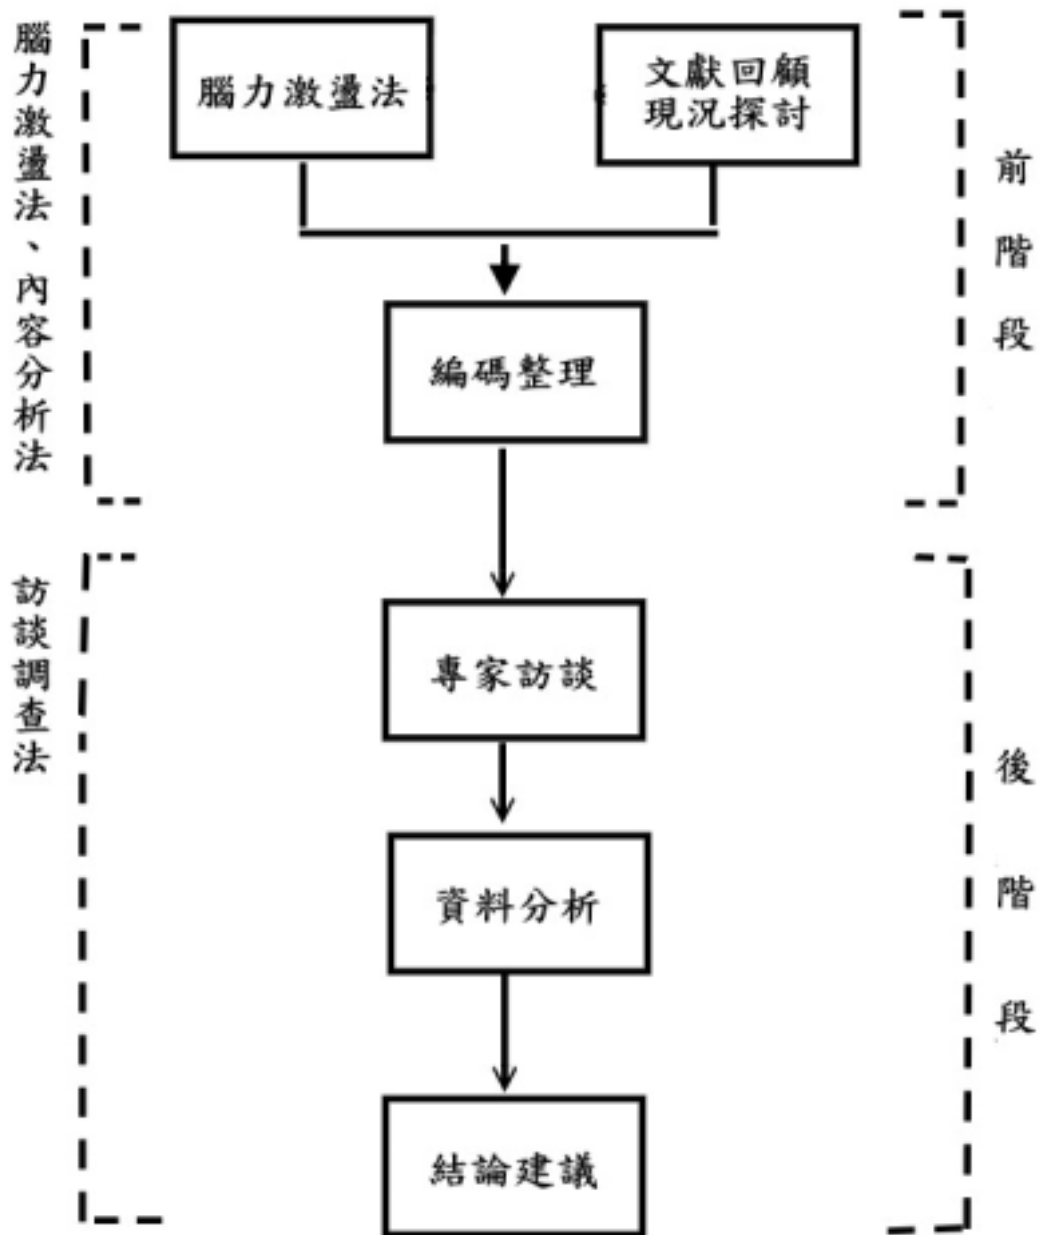 腦力激盪法、內容分析法
腦力激盪法
文獻回顧
現況探討
前階段
編碼整理
訪談調查法
專家訪談
後階段
資料分析
結論建議